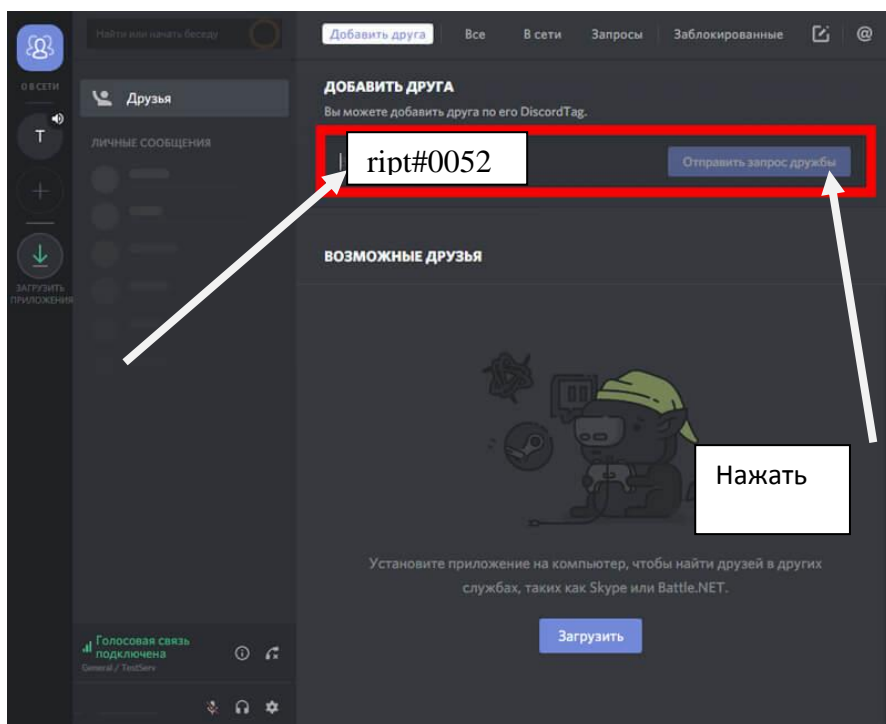 Найти или начать беседу
Добавить друга Все В сети Запросы Заблокированные @
0 В СЕТИ
Друзья
ДОБАВИТЬ ДРУГА
Вы можете добавить друга по его DiscordTag.
T
ЛИЧНЫЕ СООБЩЕНИЯ
ript#0052
Отправить запрос дружбы
ВОЗМОЖНЫЕ ДРУЗЬЯ
ЗАГРУЗИТЬ
ПРИЛОЖЕНИЯ
Нажать
Установите приложение на компьютер, чтобы найти друзей в других
службах, таких как Skype или Battle.NET.
Загрузить
Голосовая связь
подключена
General / TestServ